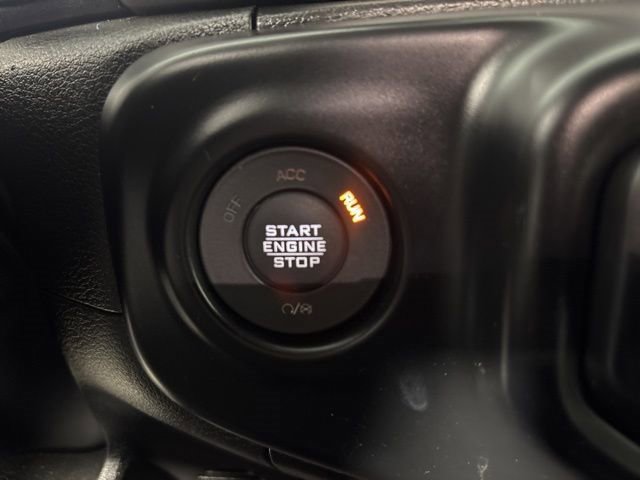 ACC
OFF
RUN
START
ENGINE
STOP